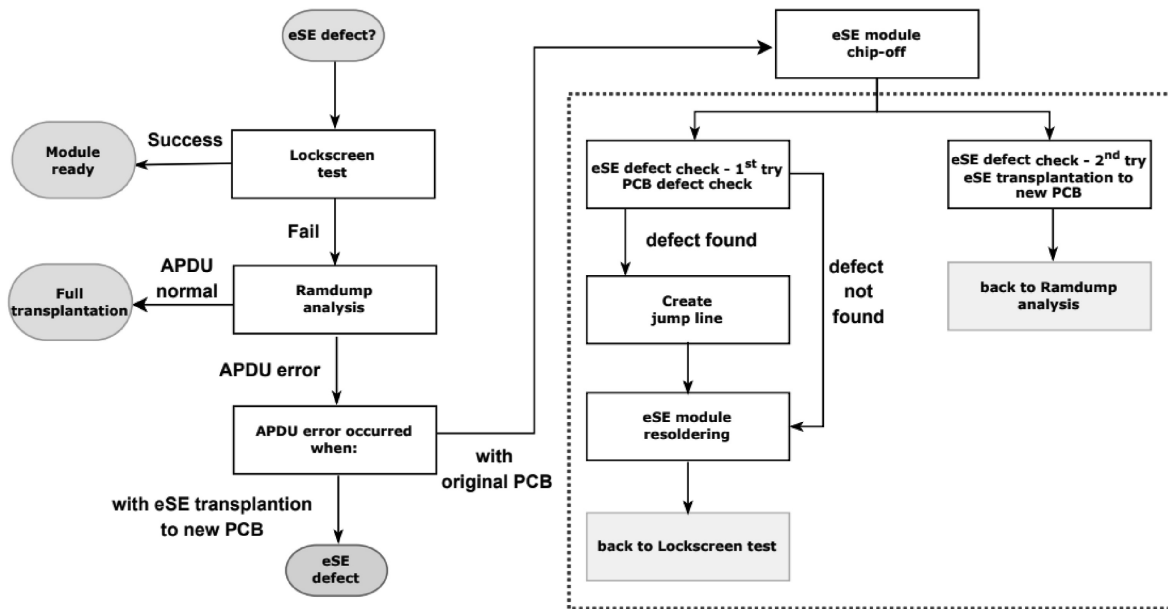 eSE defect?
Success
Module
ready
Lockscreen
test
Fail
APDU
normal
Full
transplantation
Ramdump
analysis
APDU error
APDU error occurred
when:
with
original PCB
with eSE transplantion
to new PCB
eSE
defect
eSE module
chip-off
eSE defect check - 1st try
PCB defect check
defect found
defect
not
found
Create
jump line
eSE module
resoldering
back to Lockscreen test
eSE defect check - 2nd try
eSE transplantation to
new PCB
back to Ramdump
analysis